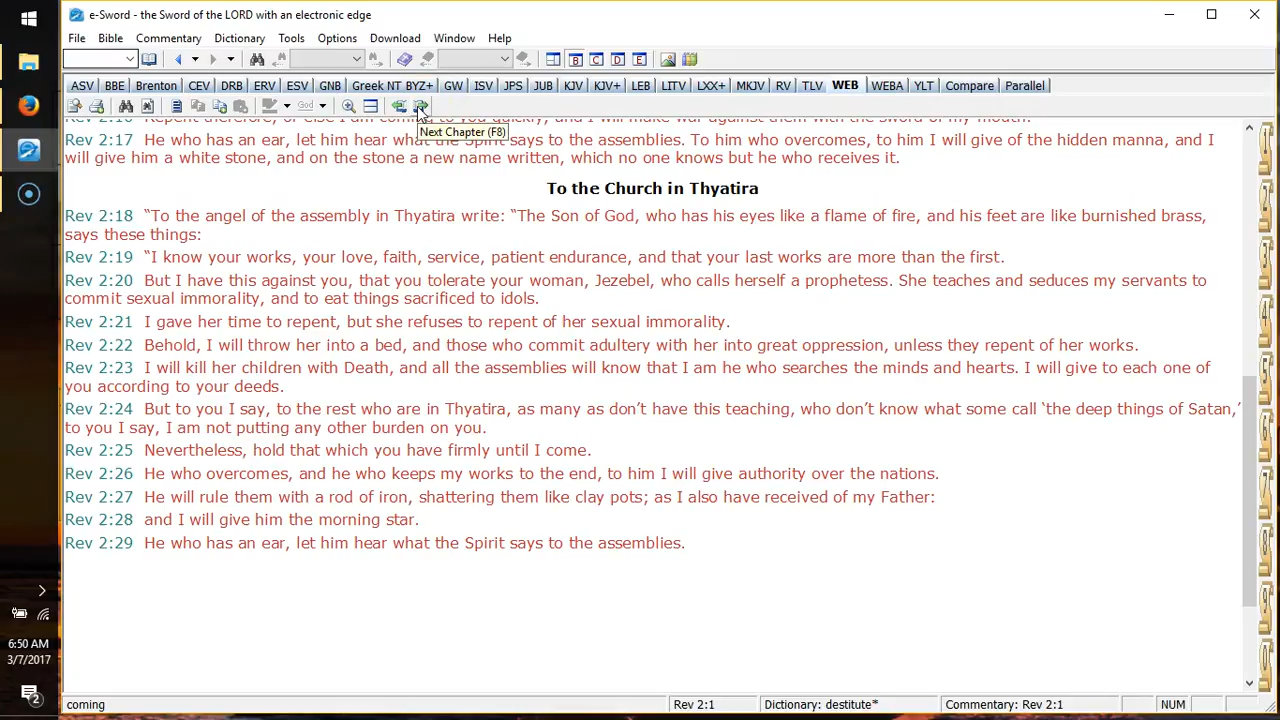 e-Sword - the Sword of the LORD with an electronic edge
File Bible Commentary Dictionary Tools Options Download Window Help
B C D E
ASV BBE Brenton CEV DRB ERV ESV GNB Greek NT BYZ+ GW ISV JPS JUB KJV KJV+ LEB LITV LXX+ MKJV RV TLV WEB WEBA YLT Compare Parallel
God
Next Chapter (F8)
Rev 2:17 He who has an ear, let him hear what the Spirit says to the assemblies. To him who overcomes, to him I will give of the hidden manna, and I
will give him a white stone, and on the stone a new name written, which no one knows but he who receives it.
To the Church in Thyatira
Rev 2:18 “To the angel of the assembly in Thyatira write: “The Son of God, who has his eyes like a flame of fire, and his feet are like burnished brass,
says these things:
Rev 2:19 “I know your works, your love, faith, service, patient endurance, and that your last works are more than the first.
Rev 2:20 But I have this against you, that you tolerate your woman, Jezebel, who calls herself a prophetess. She teaches and seduces my servants to
commit sexual immorality, and to eat things sacrificed to idols.
Rev 2:21 I gave her time to repent, but she refuses to repent of her sexual immorality.
Rev 2:22 Behold, I will throw her into a bed, and those who commit adultery with her into great oppression, unless they repent of her works.
Rev 2:23 I will kill her children with Death, and all the assemblies will know that I am he who searches the minds and hearts. I will give to each one of
you according to your deeds.
Rev 2:24 But to you I say, to the rest who are in Thyatira, as many as don’t have this teaching, who don’t know what some call ‘the deep things of Satan,’
to you I say, I am not putting any other burden on you.
Rev 2:25 Nevertheless, hold that which you have firmly until I come.
Rev 2:26 He who overcomes, and he who keeps my works to the end, to him I will give authority over the nations.
Rev 2:27 He will rule them with a rod of iron, shattering them like clay pots; as I also have received of my Father:
Rev 2:28 and I will give him the morning star.
Rev 2:29 He who has an ear, let him hear what the Spirit says to the assemblies.
6:50 AM
3/7/2017
2
coming Rev 2:1 Dictionary: destitute* Commentary: Rev 2:1 NUM